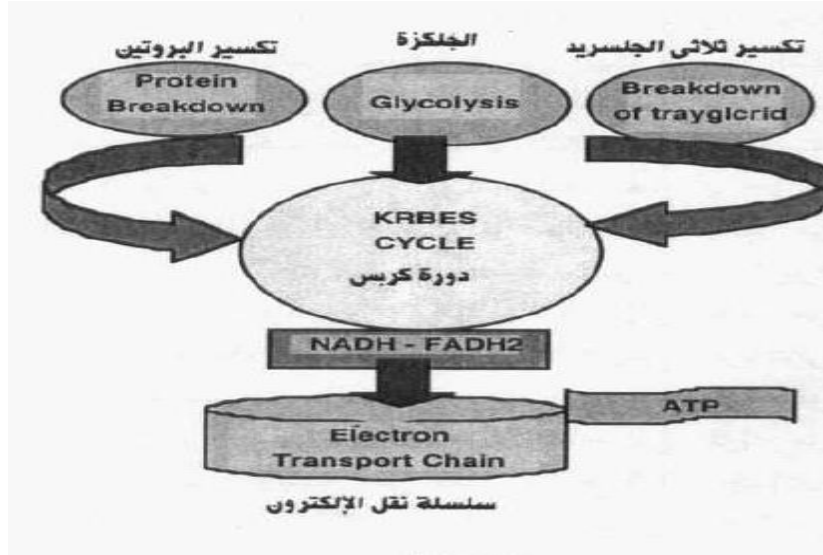 تكسير البروتين
الجلكزة
تكسير ثلاثى الجلسريد
Protein
Breakdown
Glycolysis
Breakdown
of trayglcrid
KRBES
CYCLE
دورة كربس
NADH - FADH2
ATP
Electron
Transport Chain
سلسلة نقل الإلكترون